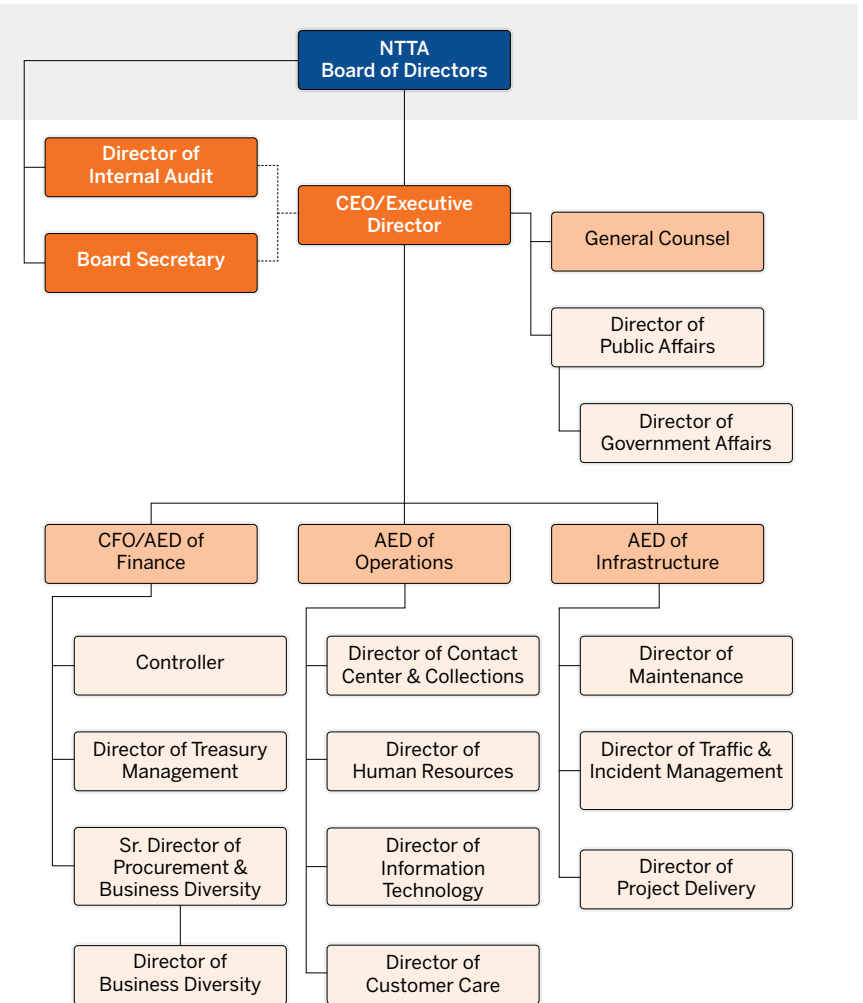 NTTA
Board of Directors
Director of
Internal Audit
CEO/Executive
Director
General Counsel
Board Secretary
Director of
Public Affairs
Director of
Government Affairs
CFO/AED of
Finance
AED of
Operations
AED of
Infrastructure
Controller
Director of Treasury
Management
Sr. Director of
Procurement &
Business Diversity
Director of
Business Diversity
Director of Contact
Center & Collections
Director of
Human Resources
Director of
Information
Technology
Director of
Customer Care
Director of
Maintenance
Director of Traffic &
Incident Management
Director of
Project Delivery